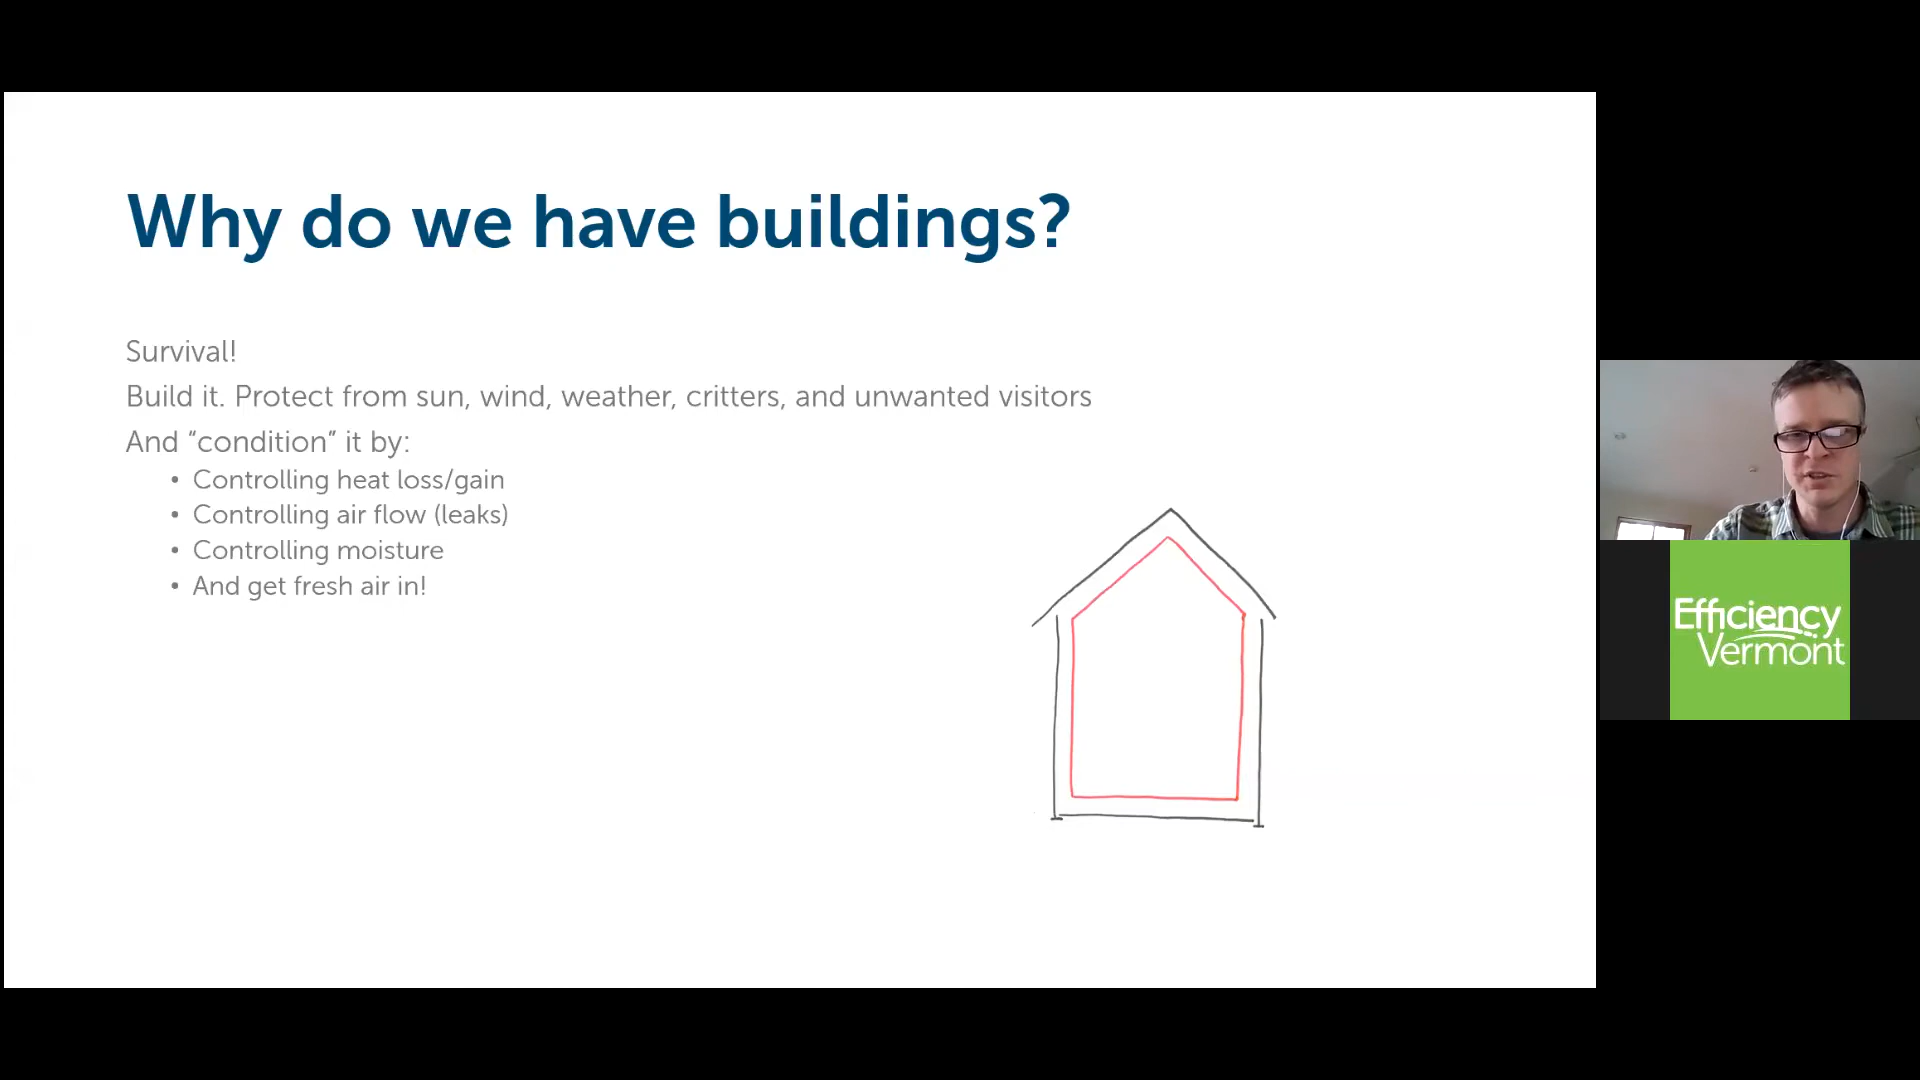 Why do we have buildings?
Survival!
Build it. Protect from sun, wind, weather, critters, and unwanted visitors
And “condition” it by:
• Controlling heat loss/gain
• Controlling air flow (leaks)
• Controlling moisture
• And get fresh air in!
Efficiency
Vermont